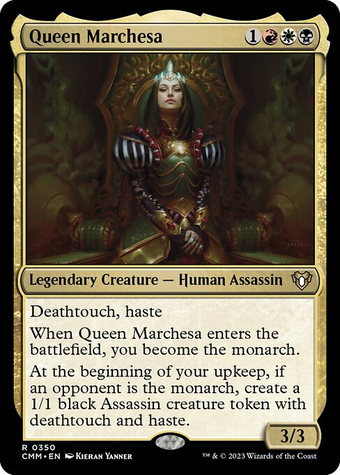 Queen Marchesa 1
Legendary Creature — Human Assassin
Deathtouch, haste
When Queen Marchesa enters the
battlefield, you become the monarch.
At the beginning of your upkeep, if
an opponent is the monarch, create a
1/1 black Assassin creature token with
deathtouch and haste.
3/3
R 0350
CMM • EN KIERAN YANNER ™ & © 2023 Wizards of the Coast